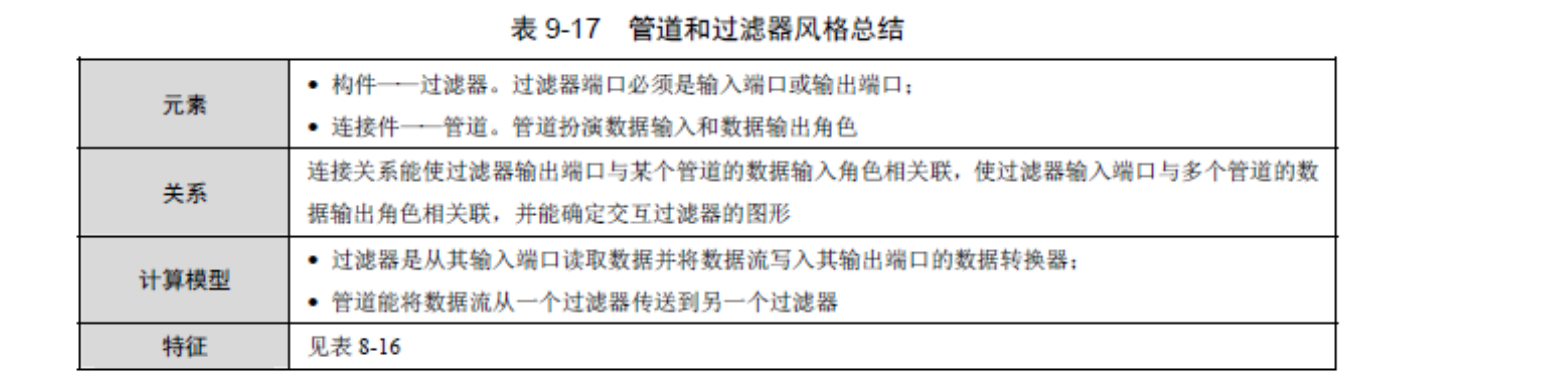 表 9-17 管道和过滤器风格总结
元素
• 构件——过滤器。过滤器端口必须是输入端口或输出端口；
• 连接件——管道。管道扮演数据输入和数据输出角色
关系
连接关系能使过滤器输出端口与某个管道的数据输入角色相关联，使过滤器输入端口与多个管道的数
据输出角色相关联，并能确定交互过滤器的图形
计算模型
• 过滤器是从其输入端口读取数据并将数据流写入其输出端口的数据转换器；
• 管道能将数据流从一个过滤器传送到另一个过滤器
特征
见表 8-16